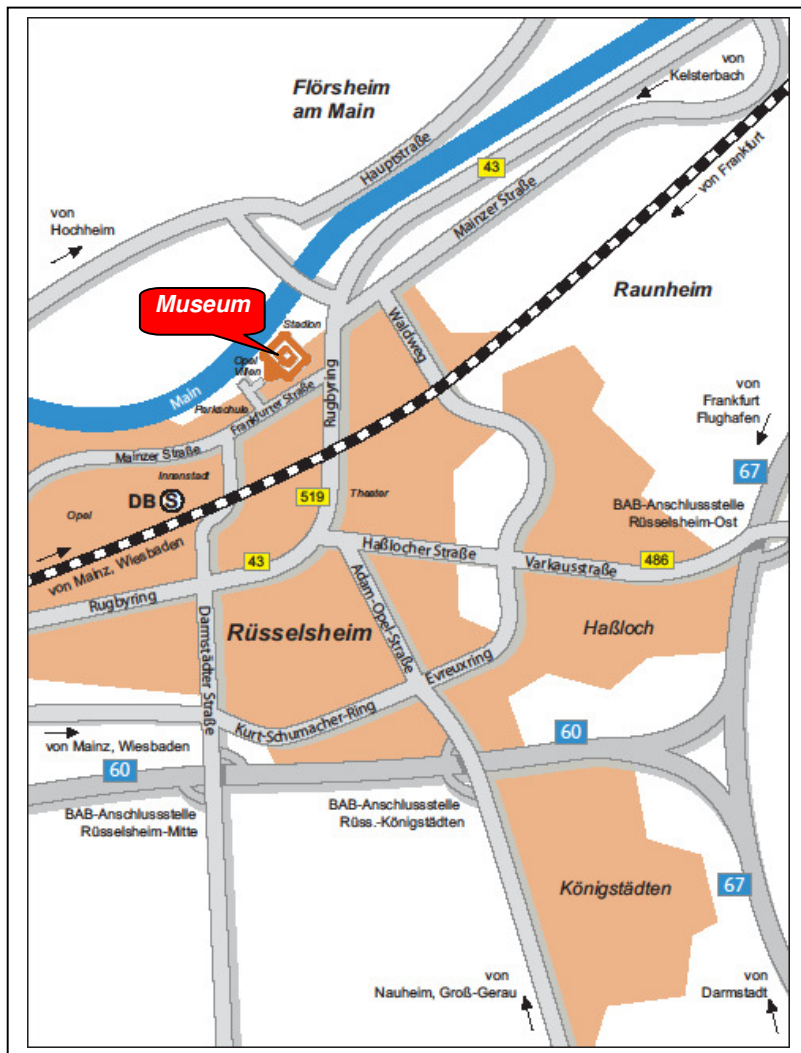 von
Kelsterbach
Flörsheim
am Main
Hauptstraße
43
von Frankfurt
Mainzer Straße
von
Hochheim
Raunheim
Museum
Stadion
Waldweg
Opel
Villen
Main
Rugbyring
Parkschule
Frankfurter Straße
von
Frankfurt
Flughafen
Mainzer Straße
67
Innenstadt
DB S
519
Theater
BAB-Anschlussstelle
Rüsselsheim-Ost
Opel
von Mainz, Wiesbaden
43
Haßlocher Straße
Varkausstraße
486
Rugbyring
Adam-Opel-Straße
Darmstädter Straße
Rüsselsheim
Haßloch
Evreuxring
Kurt-Schumacher-Ring
von Mainz, Wiesbaden
60
60
BAB-Anschlussstelle
Rüsselsheim-Mitte
BAB-Anschlussstelle
Rüss.-Königstädten
Königstädten
67
von
Nauheim, Groß-Gerau
von
Darmstadt